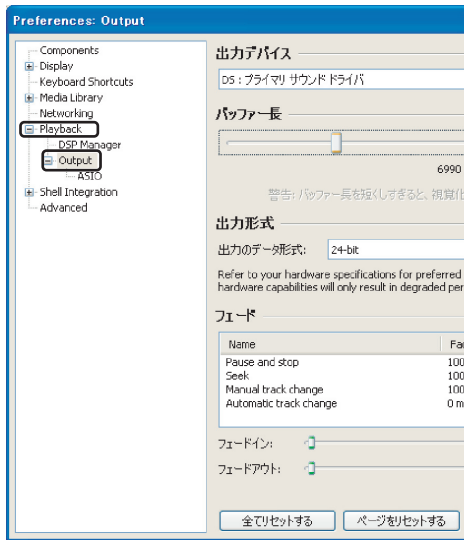 Preferences: Output
Components
Display
Keyboard Shortcuts
Media Library
Networking
Playback
DSP Manager
Output
ASIO
Shell Integration
Advanced
出力デバイス
DS : プライマリ サウンド ドライバ
バッファー長
6990
警告: バッファー長を短くしすぎると、視覚化
出力形式
出力のデータ形式: 24-bit
Refer to your hardware specifications for preferred
hardware capabilities will only result in degraded per
フェード
Name Fa
Pause and stop 100
Seek 100
Manual track change 100
Automatic track change 0 m
フェードイン:
フェードアウト:
全てリセットする ページをリセットする